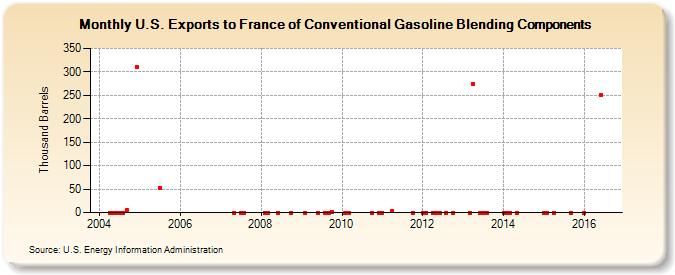 Monthly U.S. Exports to France of Conventional Gasoline Blending Components
Thousand Barrels
350
300
250
200
150
100
50
0
2004 2006 2008 2010 2012 2014 2016
Source: U.S. Energy Information Administration